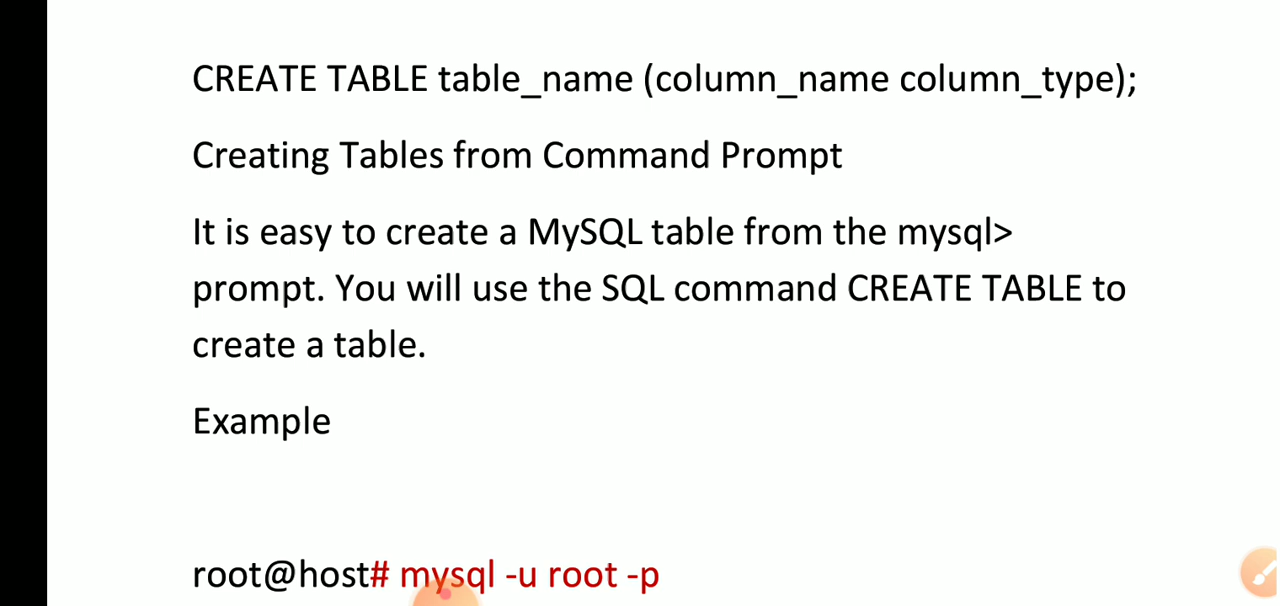 CREATE TABLE table_name (column_name column_type);
Creating Tables from Command Prompt
It is easy to create a MySQL table from the mysql>
prompt. You will use the SQL command CREATE TABLE to
create a table.
Example
root@host# mysql -u root -p